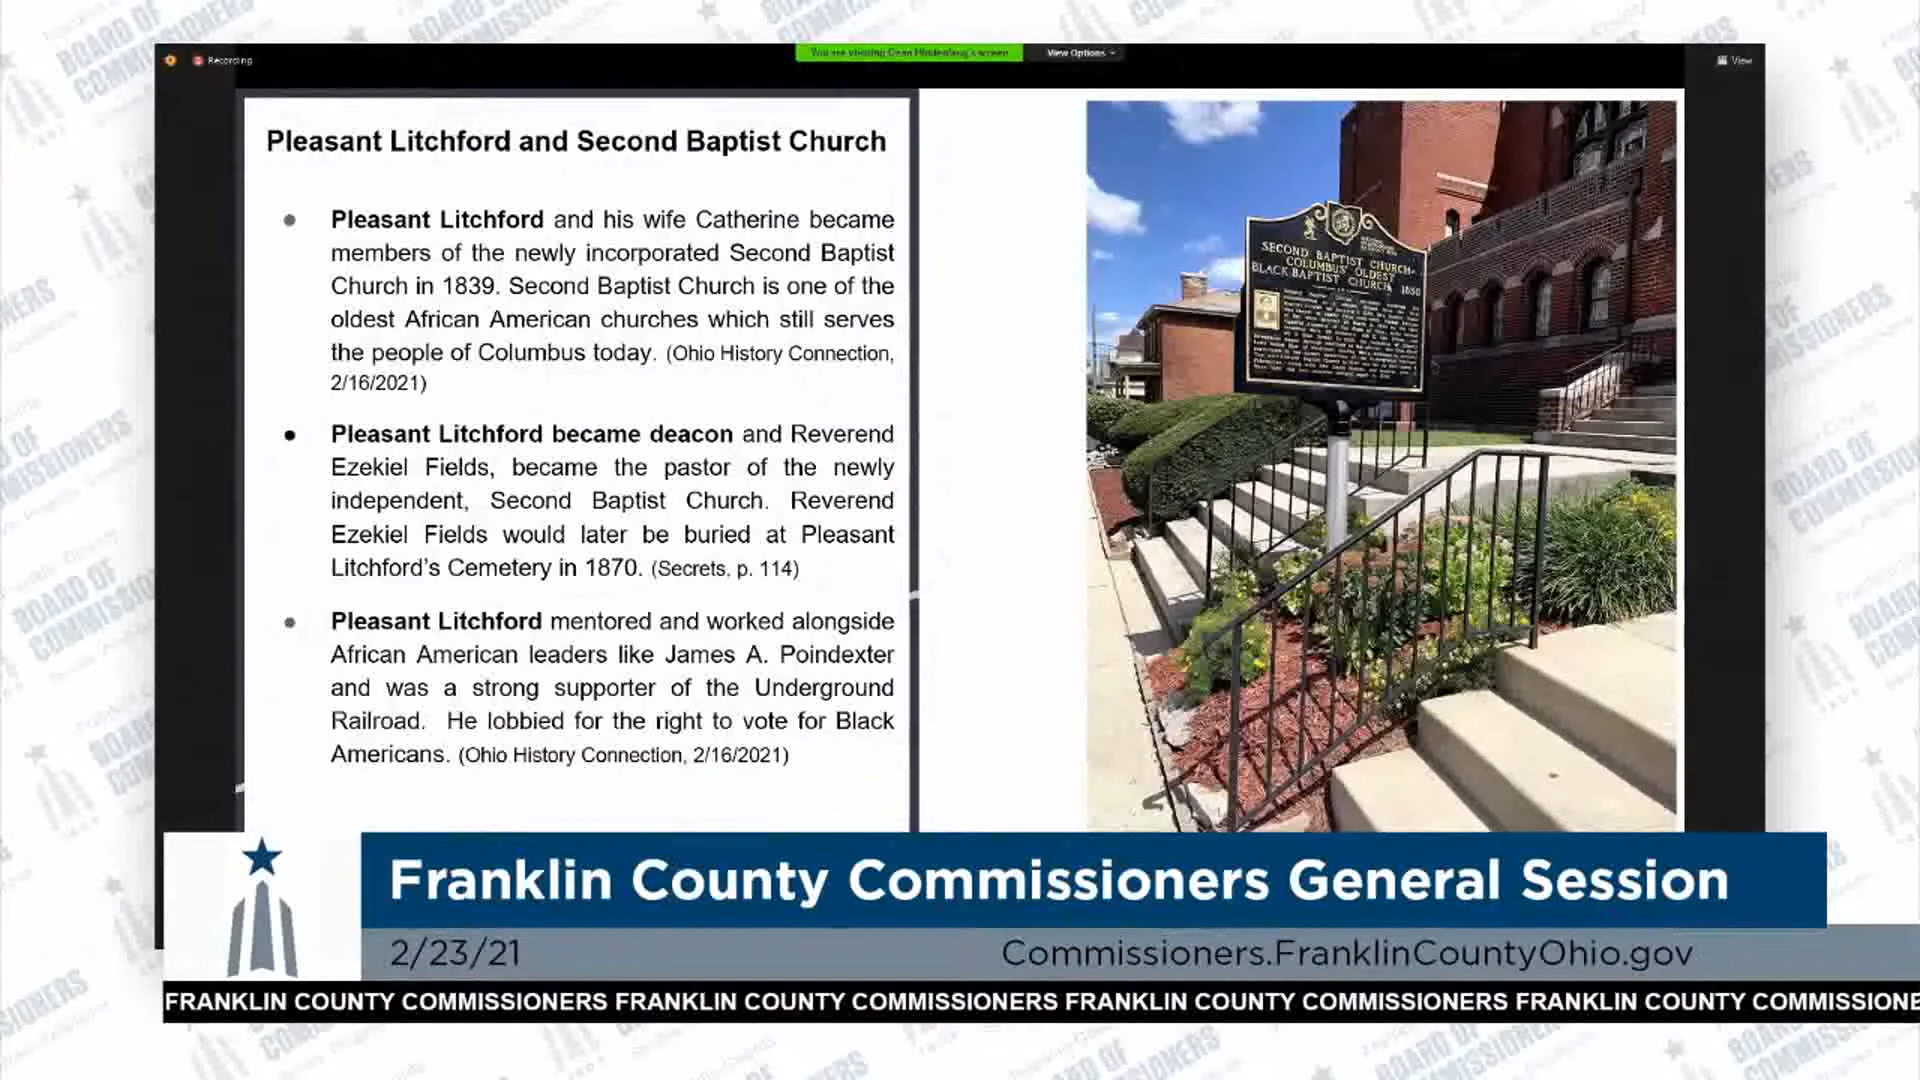 Recording
You are viewing
screen
View Options
View
Pleasant Litchford and Second Baptist Church
Pleasant Litchford and his wife Catherine became
members of the newly incorporated Second Baptist
Church in 1839. Second Baptist Church is one of the
oldest African American churches which still serves
the people of Columbus today. (Ohio History Connection,
2/16/2021)
Pleasant Litchford became deacon and Reverend
Ezekiel Fields, became the pastor of the newly
independent, Second Baptist Church. Reverend
Ezekiel Fields would later be buried at Pleasant
Litchford's Cemetery in 1870. (Secrets, p. 114)
Pleasant Litchford mentored and worked alongside
African American leaders like James A. Poindexter
and was a strong supporter of the Underground
Railroad. He lobbied for the right to vote for Black
Americans. (Ohio History Connection, 2/16/2021)
SECOND BAPTIST CHURCH-
COLUMBUS' OLDEST
BLACK BAPTIST CHURCH
Franklin County Commissioners General Session
2/23/21
Commissioners.FranklinCountyOhio.gov
FRANKLIN COUNTY COMMISSIONERS FRANKLIN COUNTY COMMISSIONERS FRANKLIN COUNTY COMMISSIONERS FRANKLIN COUNTY COMMISSIONE
BOARD OF
COMMISSIONERS